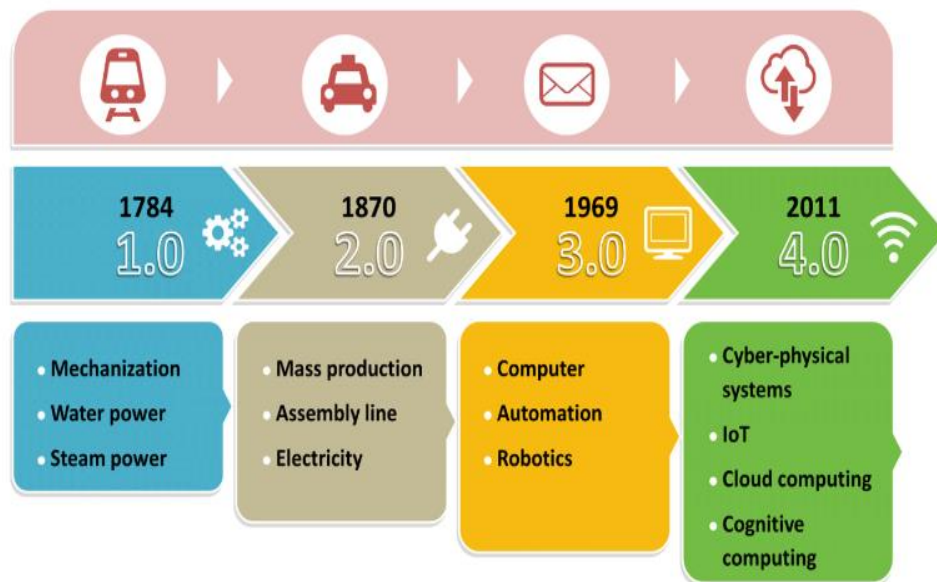 1784
1.0
1870
2.0
1969
3.0
2011
4.0
Mechanization
Water power
Steam power
Mass production
Assembly line
Electricity
Computer
Automation
Robotics
Cyber-physical
systems
IoT
Cloud computing
Cognitive
computing